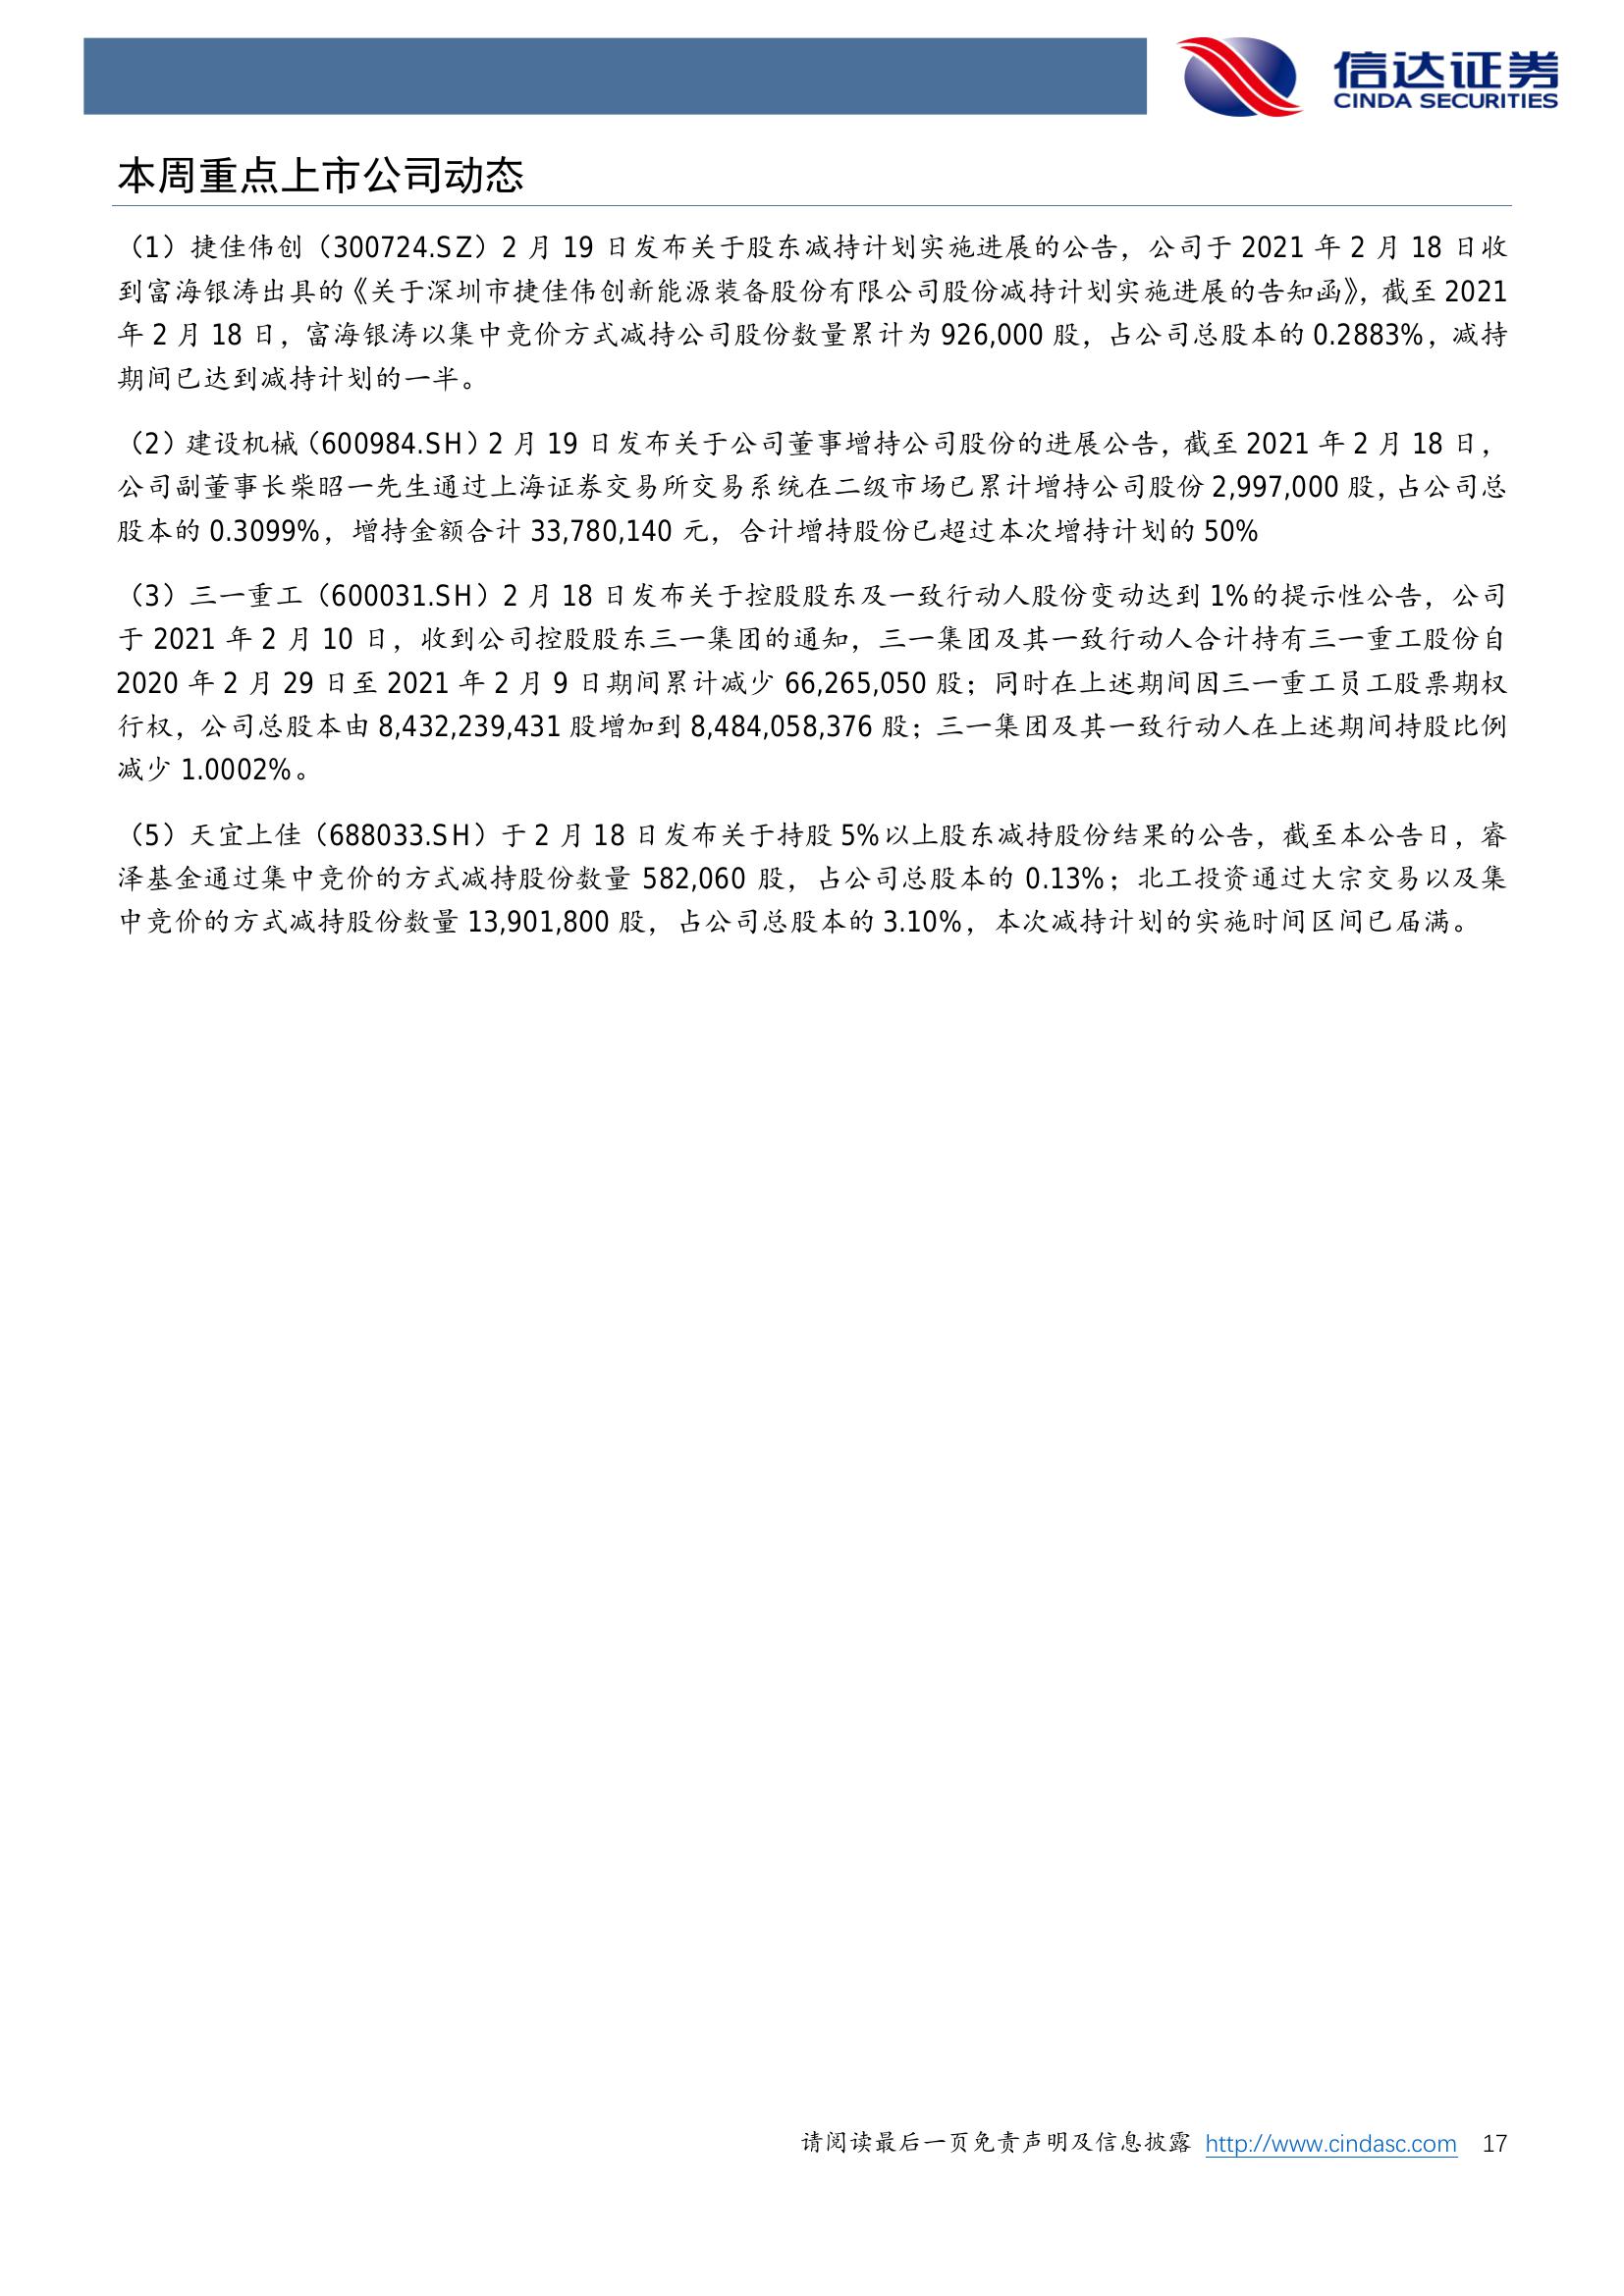 信达证券
CINDA SECURITIES
本周重点上市公司动态
（1）捷佳伟创（300724.SZ）2 月 19 日发布关于股东减持计划实施进展的公告，公司于 2021 年 2 月 18 日收
到富海银涛出具的《关于深圳市捷佳伟创新能源装备股份有限公司股份减持计划实施进展的告知函》，截至 2021
年 2 月 18 日，富海银涛以集中竞价方式减持公司股份数量累计为 926,000 股，占公司总股本的 0.2883%，减持
期间已达到减持计划的一半。
（2）建设机械（600984.SH）2 月 19 日发布关于公司董事增持公司股份的进展公告，截至 2021 年 2 月 18 日，
公司副董事长柴昭一先生通过上海证券交易所交易系统在二级市场已累计增持公司股份 2,997,000 股，占公司总
股本的 0.3099%，增持金额合计 33,780,140 元，合计增持股份已超过本次增持计划的 50%
（3）三一重工（600031.SH）2 月 18 日发布关于控股股东及一致行动人股份变动达到 1%的提示性公告，公司
于 2021 年 2 月 10 日，收到公司控股股东三一集团的通知，三一集团及其一致行动人合计持有三一重工股份自
2020 年 2 月 29 日至 2021 年 2 月 9 日期间累计减少 66,265,050 股；同时在上述期间因三一重工员工股票期权
行权，公司总股本由 8,432,239,431 股增加到 8,484,058,376 股；三一集团及其一致行动人在上述期间持股比例
减少 1.0002%。
（5）天宜上佳（688033.SH）于 2 月 18 日发布关于持股 5%以上股东减持股份结果的公告，截至本公告日，睿
泽基金通过集中竞价的方式减持股份数量 582,060 股，占公司总股本的 0.13%；北工投资通过大宗交易以及集
中竞价的方式减持股份数量 13,901,800 股，占公司总股本的 3.10%，本次减持计划的实施时间区间已届满。
请阅读最后一页免责声明及信息披露 http://www.cindasc.com 17